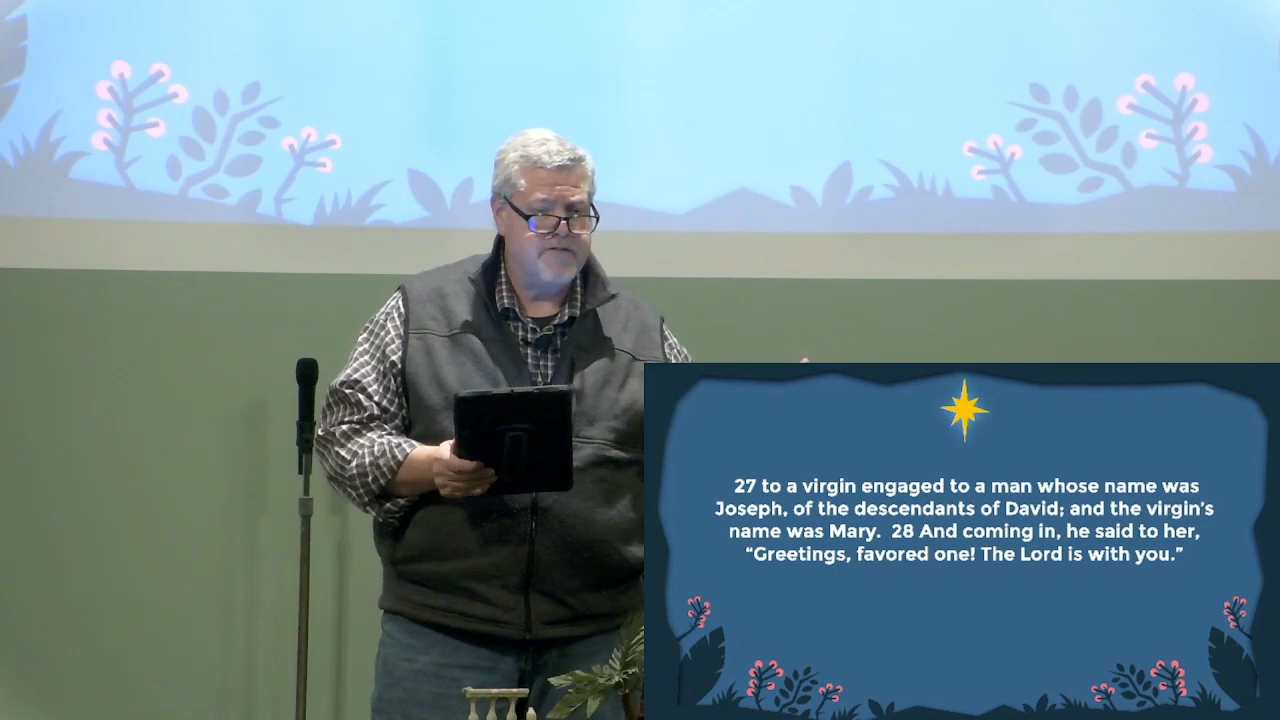 27 to a virgin engaged to a man whose name was
Joseph, of the descendants of David; and the virgin's
name was Mary.  28 And coming in, he said to her,
“Greetings, favored one! The Lord is with you.”